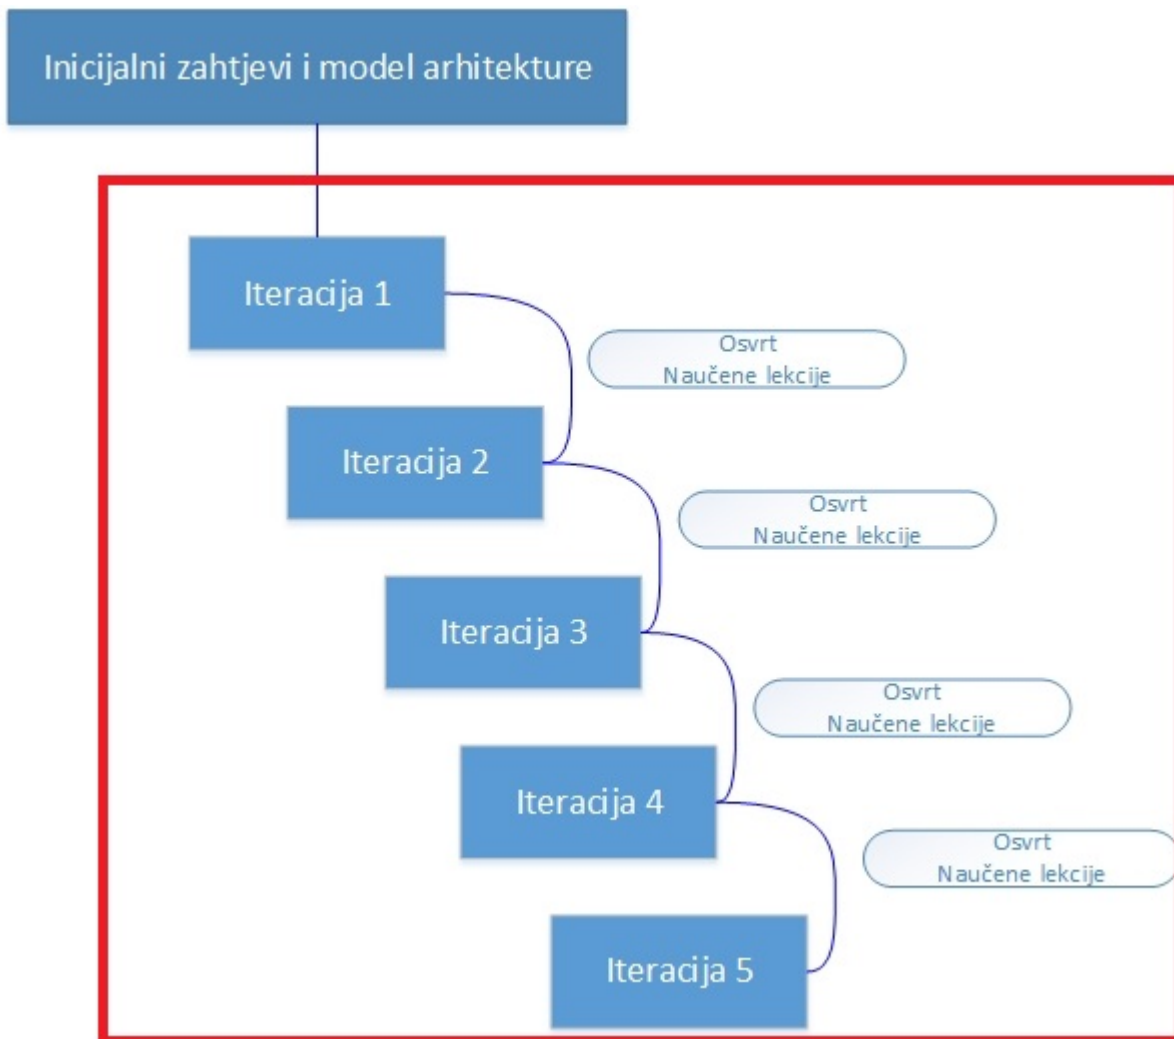 Inicijalni zahtjevi i model arhitekture
Iteracija 1
Osvrt
Naučene lekcije
Iteracija 2
Osvrt
Naučene lekcije
Iteracija 3
Osvrt
Naučene lekcije
Iteracija 4
Osvrt
Naučene lekcije
Iteracija 5